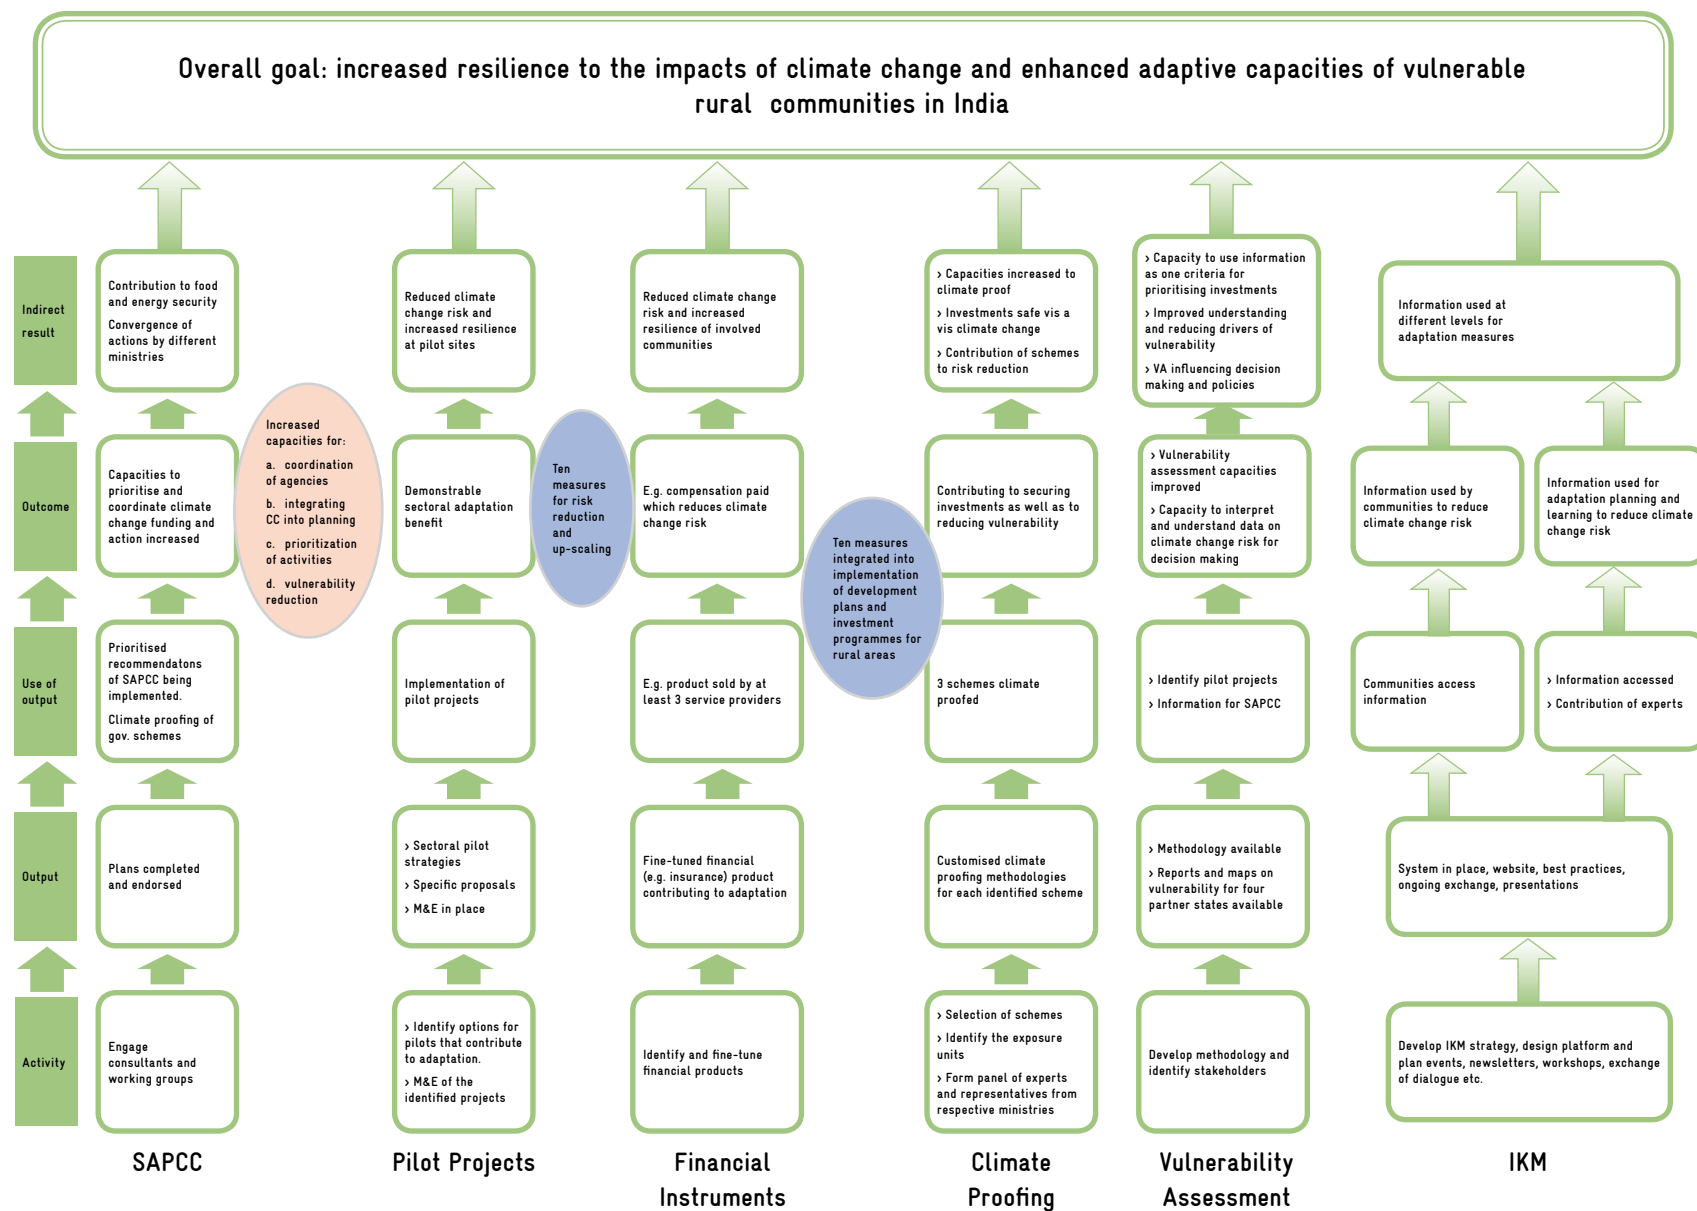 Overall goal: increased resilience to the impacts of climate change and enhanced adaptive capacities of vulnerable
rural communities in India
Indirect
result
Contribution to food
and energy security
Convergence of
actions by different
ministries
Reduced climate
change risk and
increased resilience
at pilot sites
Reduced climate change
risk and increased
resilience of involved
communities
› Capacities increased to
climate proof
› Investments safe vis a
vis climate change
› Contribution of schemes
to risk reduction
› Capacity to use information
as one criteria for
prioritising investments
› Improved understanding
and reducing drivers of
vulnerability
› VA influencing decision
making and policies
Information used at
different levels for
adaptation measures
Outcome
Capacities to
prioritise and
coordinate climate
change funding and
action increased
Increased
capacities for:
a. coordination
of agencies
b. integrating
CC into planning
c. prioritization
of activities
d. vulnerability
reduction
Demonstrable
sectoral adaptation
benefit
Ten
measures
for risk
reduction
and
up-scaling
E.g. compensation paid
which reduces climate
change risk
Ten measures
integrated into
implementation
of development
plans and
investment
programmes for
rural areas
Contributing to securing
investments as well as to
reducing vulnerability
› Vulnerability
assessment capacities
improved
› Capacity to interpret
and understand data on
climate change risk for
decision making
Information used by
communities to reduce
climate change risk
Information used for
adaptation planning and
learning to reduce climate
change risk
Use of
output
Prioritised
recommendatons
of SAPCC being
implemented.
Climate proofing of
gov. schemes
Implementation of
pilot projects
E.g. product sold by at
least 3 service providers
3 schemes climate
proofed
› Identify pilot projects
› Information for SAPCC
Communities access
information
› Information accessed
› Contribution of experts
Output
Plans completed
and endorsed
› Sectoral pilot
strategies
› Specific proposals
› M&E in place
Fine-tuned financial
(e.g. insurance) product
contributing to adaptation
Customised climate
proofing methodologies
for each identified scheme
› Methodology available
› Reports and maps on
vulnerability for four
partner states available
System in place, website, best practices,
ongoing exchange, presentations
Activity
Engage
consultants and
working groups
› Identify options for
pilots that contribute
to adaptation.
› M&E of the
identified projects
Identify and fine-tune
financial products
› Selection of schemes
› Identify the exposure
units
› Form panel of experts
and representatives from
respective ministries
Develop methodology and
identify stakeholders
Develop IKM strategy, design platform and
plan events, newsletters, workshops, exchange
of dialogue etc.
SAPCC
Pilot Projects
Financial
Instruments
Climate
Proofing
Vulnerability
Assessment
IKM